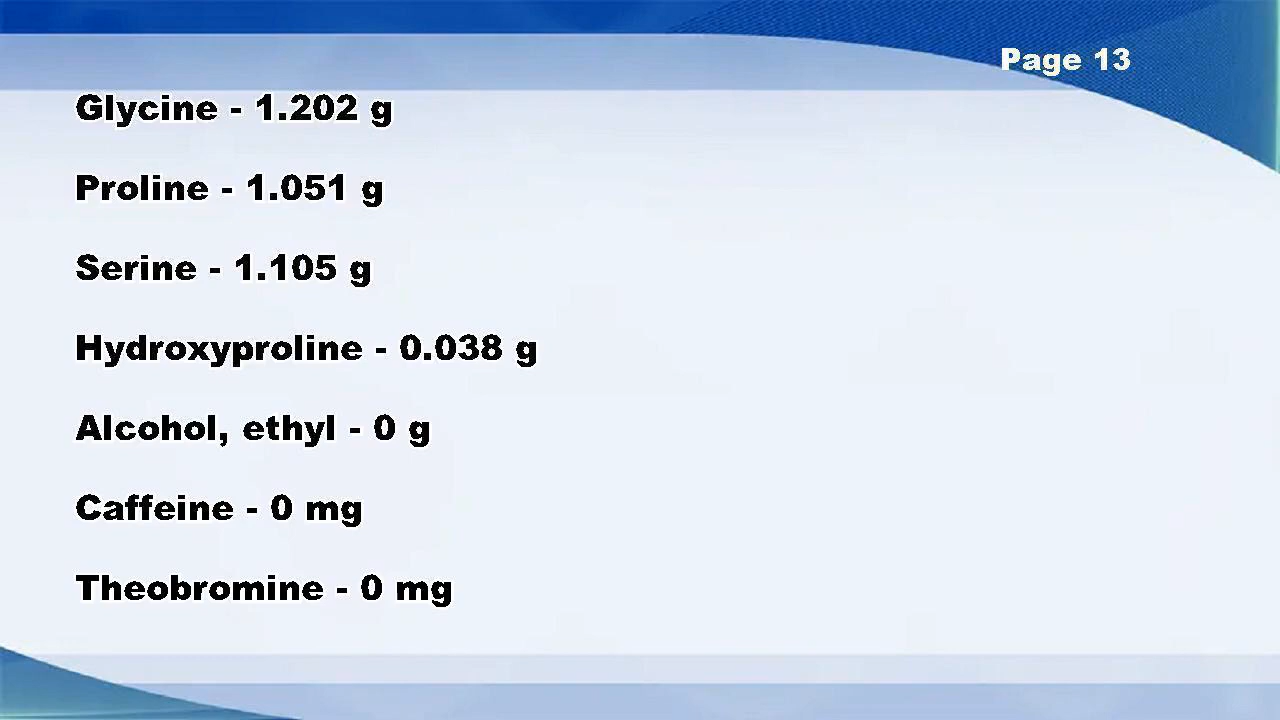 Page 13
Glycine - 1.202 g
Proline - 1.051 g
Serine - 1.105 g
Hydroxyproline - 0.038 g
Alcohol, ethyl - 0 g
Caffeine - 0 mg
Theobromine - 0 mg